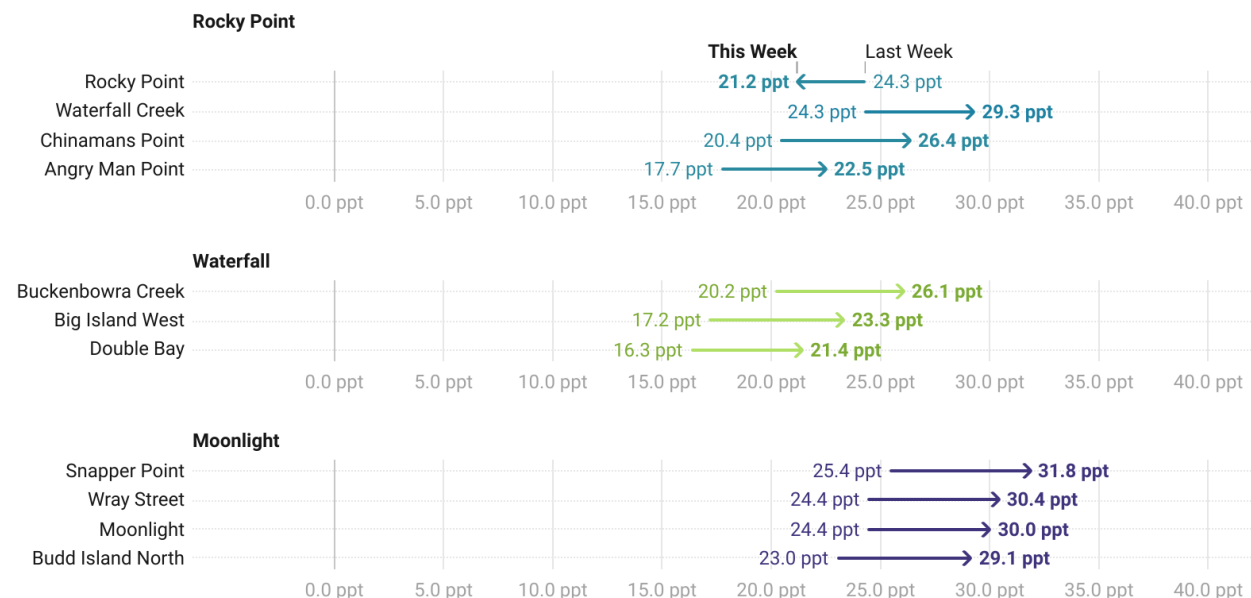 Rocky Point
This Week Last Week
Rocky Point 21.2 ppt 24.3 ppt
Waterfall Creek 24.3 ppt 29.3 ppt
Chinamans Point 20.4 ppt 26.4 ppt
Angry Man Point 17.7 ppt 22.5 ppt
0.0 ppt 5.0 ppt 10.0 ppt 15.0 ppt 20.0 ppt 25.0 ppt 30.0 ppt 35.0 ppt 40.0 ppt
Waterfall
Buckenbowra Creek 20.2 ppt 26.1 ppt
Big Island West 17.2 ppt 23.3 ppt
Double Bay 16.3 ppt 21.4 ppt
0.0 ppt 5.0 ppt 10.0 ppt 15.0 ppt 20.0 ppt 25.0 ppt 30.0 ppt 35.0 ppt 40.0 ppt
Moonlight
Snapper Point 25.4 ppt 31.8 ppt
Wray Street 24.4 ppt 30.4 ppt
Moonlight 24.4 ppt 30.0 ppt
Budd Island North 23.0 ppt 29.1 ppt
0.0 ppt 5.0 ppt 10.0 ppt 15.0 ppt 20.0 ppt 25.0 ppt 30.0 ppt 35.0 ppt 40.0 ppt